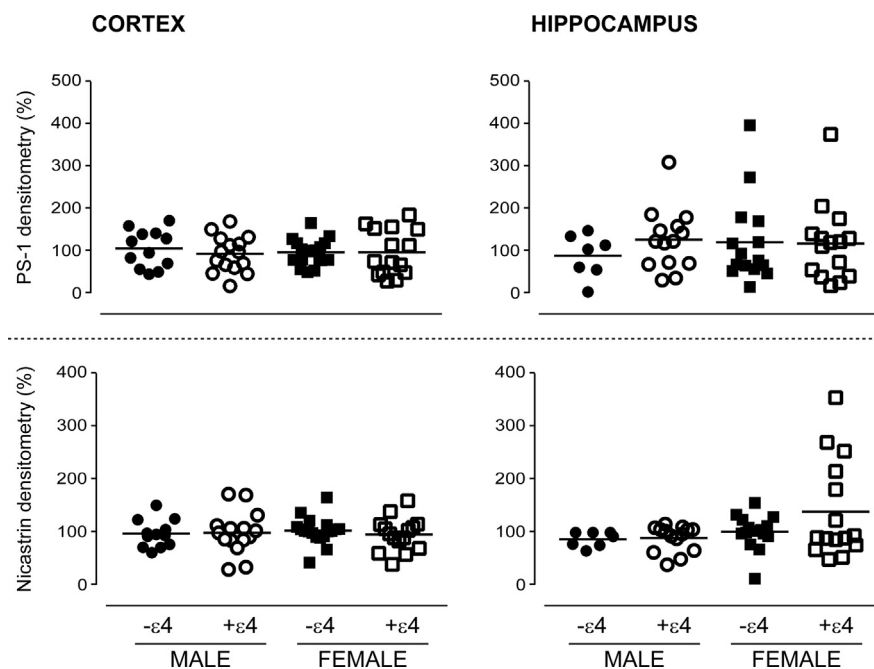 CORTEX
HIPPOCAMPUS
PS-1 densitometry (%)
500
400
300
200
100
0
500
400
300
200
100
0
Nicastrin densitometry (%)
400
300
200
100
0
400
300
200
100
0
-ε4 +ε4 -ε4 +ε4
MALE FEMALE
-ε4 +ε4 -ε4 +ε4
MALE FEMALE